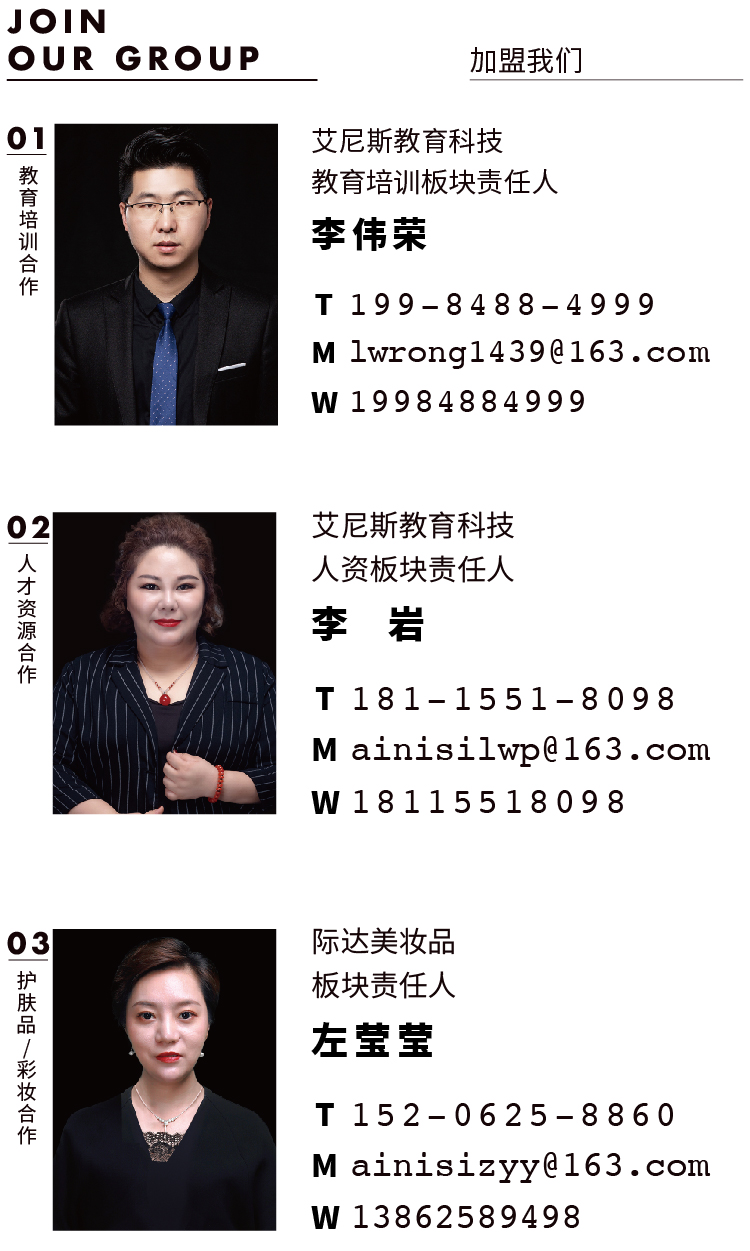 JOIN
OUR GROUP
加盟我们
01
教育培训合作
艾尼斯教育科技
教育培训板块责任人
李伟荣
T 199-8488-4999
M lwrong1439@163.com
W 19984884999
02
人才资源合作
艾尼斯教育科技
人资板块责任人
李 岩
T 181-1551-8098
M ainisilwp@163.com
W 18115518098
03
护肤品/彩妆合作
际达美妆品
板块责任人
左莹莹
T 152-0625-8860
M ainisizyy@163.com
W 13862589498